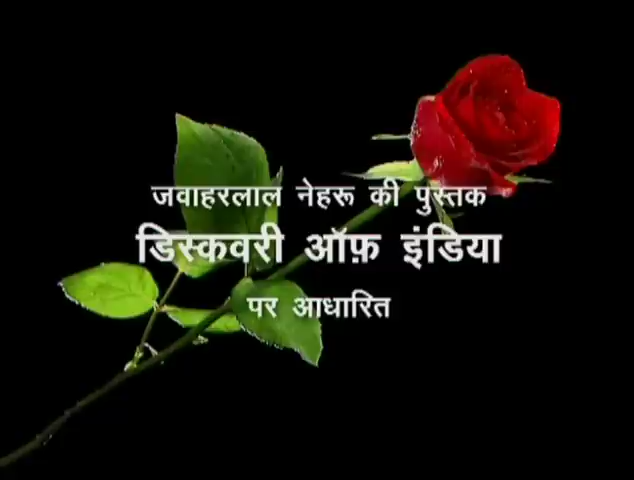 जवाहरलाल नेहरू की पुस्तक
डिस्कवरी ऑफ़ इंडिया
पर आधारित